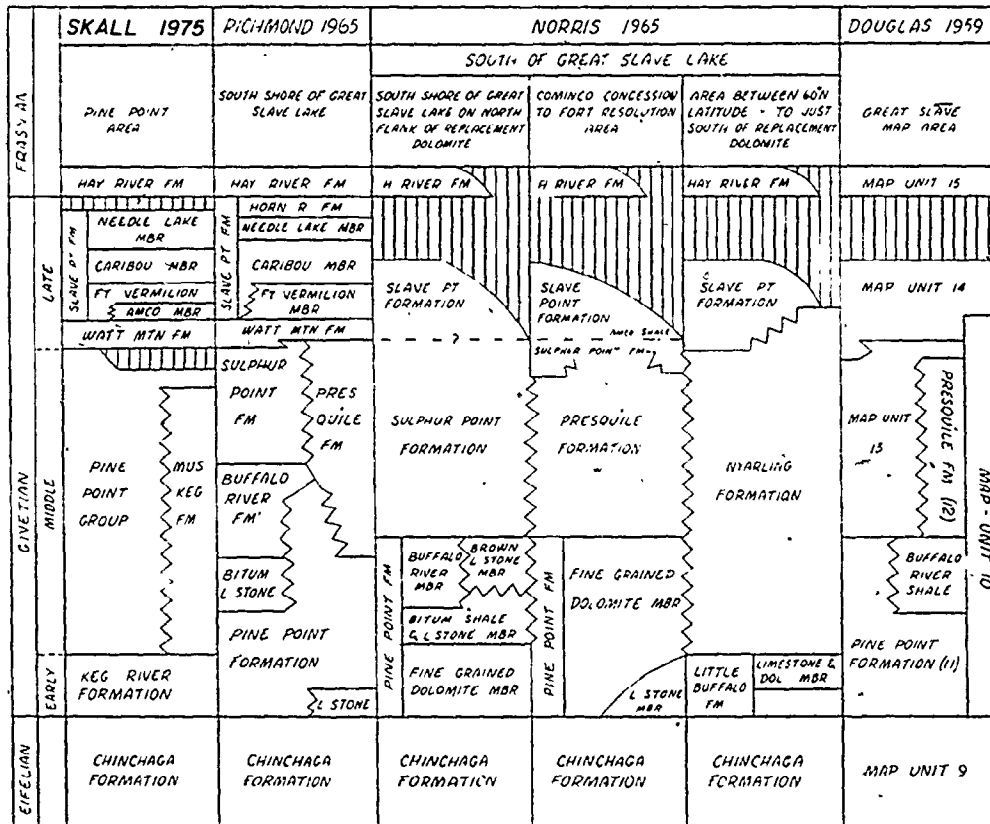 SKALL 1975
RICHMOND 1965
NORRIS 1965
DOUGLAS 1959
SOUTH OF GREAT SLAVE LAKE
FRASNIAN
PINE POINT
AREA
SOUTH SHORE OF GREAT
SLAVE LAKE
SOUTH SHORE OF GREAT
SLAVE LAKE ON NORTH
FLANK OF REPLACEMENT
DOLOMITE
COMINCO CONCESSION
TO FORT RESOLUTION
AREA
AREA BETWEEN 60°N
LATITUDE - TO JUST
SOUTH OF REPLACEMENT
DOLOMITE
GREAT SLAVE
MAP AREA
HAY RIVER FM
HAY RIVER FM
H RIVER FM
H RIVER FM
HAY RIVER FM
MAP UNIT 15
GIVETIAN
LATE
SLAVE PT FM
NEEDLE LAKE
MBR
CARIBOU MBR
FT VERMILION
AMCO MBR
WATT MTN FM
SLAVE PT FM
HORN R FM
NEEDLE LAKE MBR
CARIBOU MBR
FT VERMILION
MBR
WATT MTN FM
SLAVE PT
FORMATION
?
SLAVE
POINT
FORMATION
AMCO SHALE
SULPHUR POINT FM
SLAVE PT
FORMATION
MAP UNIT 14
MIDDLE
PINE
POINT
GROUP
MUS
KEG
FM
SULPHUR
POINT
FM
PRES
QUILE
FM
BUFFALO
RIVER
FM'
BITUM
L STONE
PINE POINT
FORMATION
L STONE
SULPHUR POINT
FORMATION
PINE POINT FM
BUFFALO
RIVER
MBR
BROWN
L STONE
MBR
BITUM SHALE
& L STONE MBR
FINE GRAINED
DOLOMITE MBR
PRESQUILE
FORMATION
PINE POINT FM
FINE GRAINED
DOLOMITE MBR
L STONE
MBR
NYARLING
FORMATION
LITTLE
BUFFALO
FM
LIMESTONE &
DOL MBR
MAP UNIT
13
PRESQUILE FM (12)
MAP - UNIT 10
BUFFALO
RIVER
SHALE
PINE POINT
FORMATION (11)
EARLY
KEG RIVER
FORMATION
EIFELIAN
CHINCHAGA
FORMATION
CHINCHAGA
FORMATION
CHINCHAGA
FORMATION
CHINCHAGA
FORMATION
CHINCHAGA
FORMATION
MAP UNIT 9